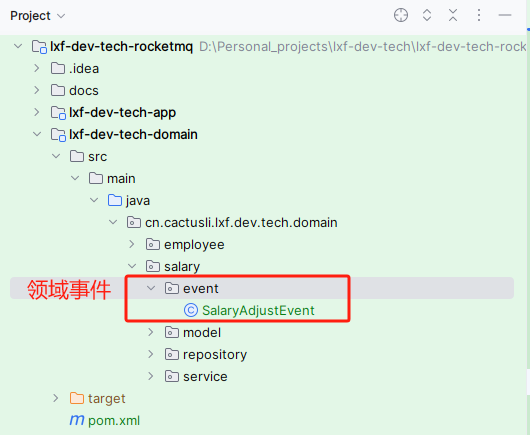 Project
lxf-dev-tech-rocketmq D:\Personal_projects\lxf-dev-tech\lxf-dev-tech-rock
.idea
docs
lxf-dev-tech-app
lxf-dev-tech-domain
src
main
java
cn.cactusli.lxf.dev.tech.domain
employee
salary
领域事件
event
SalaryAdjustEvent
model
repository
service
target
pom.xml